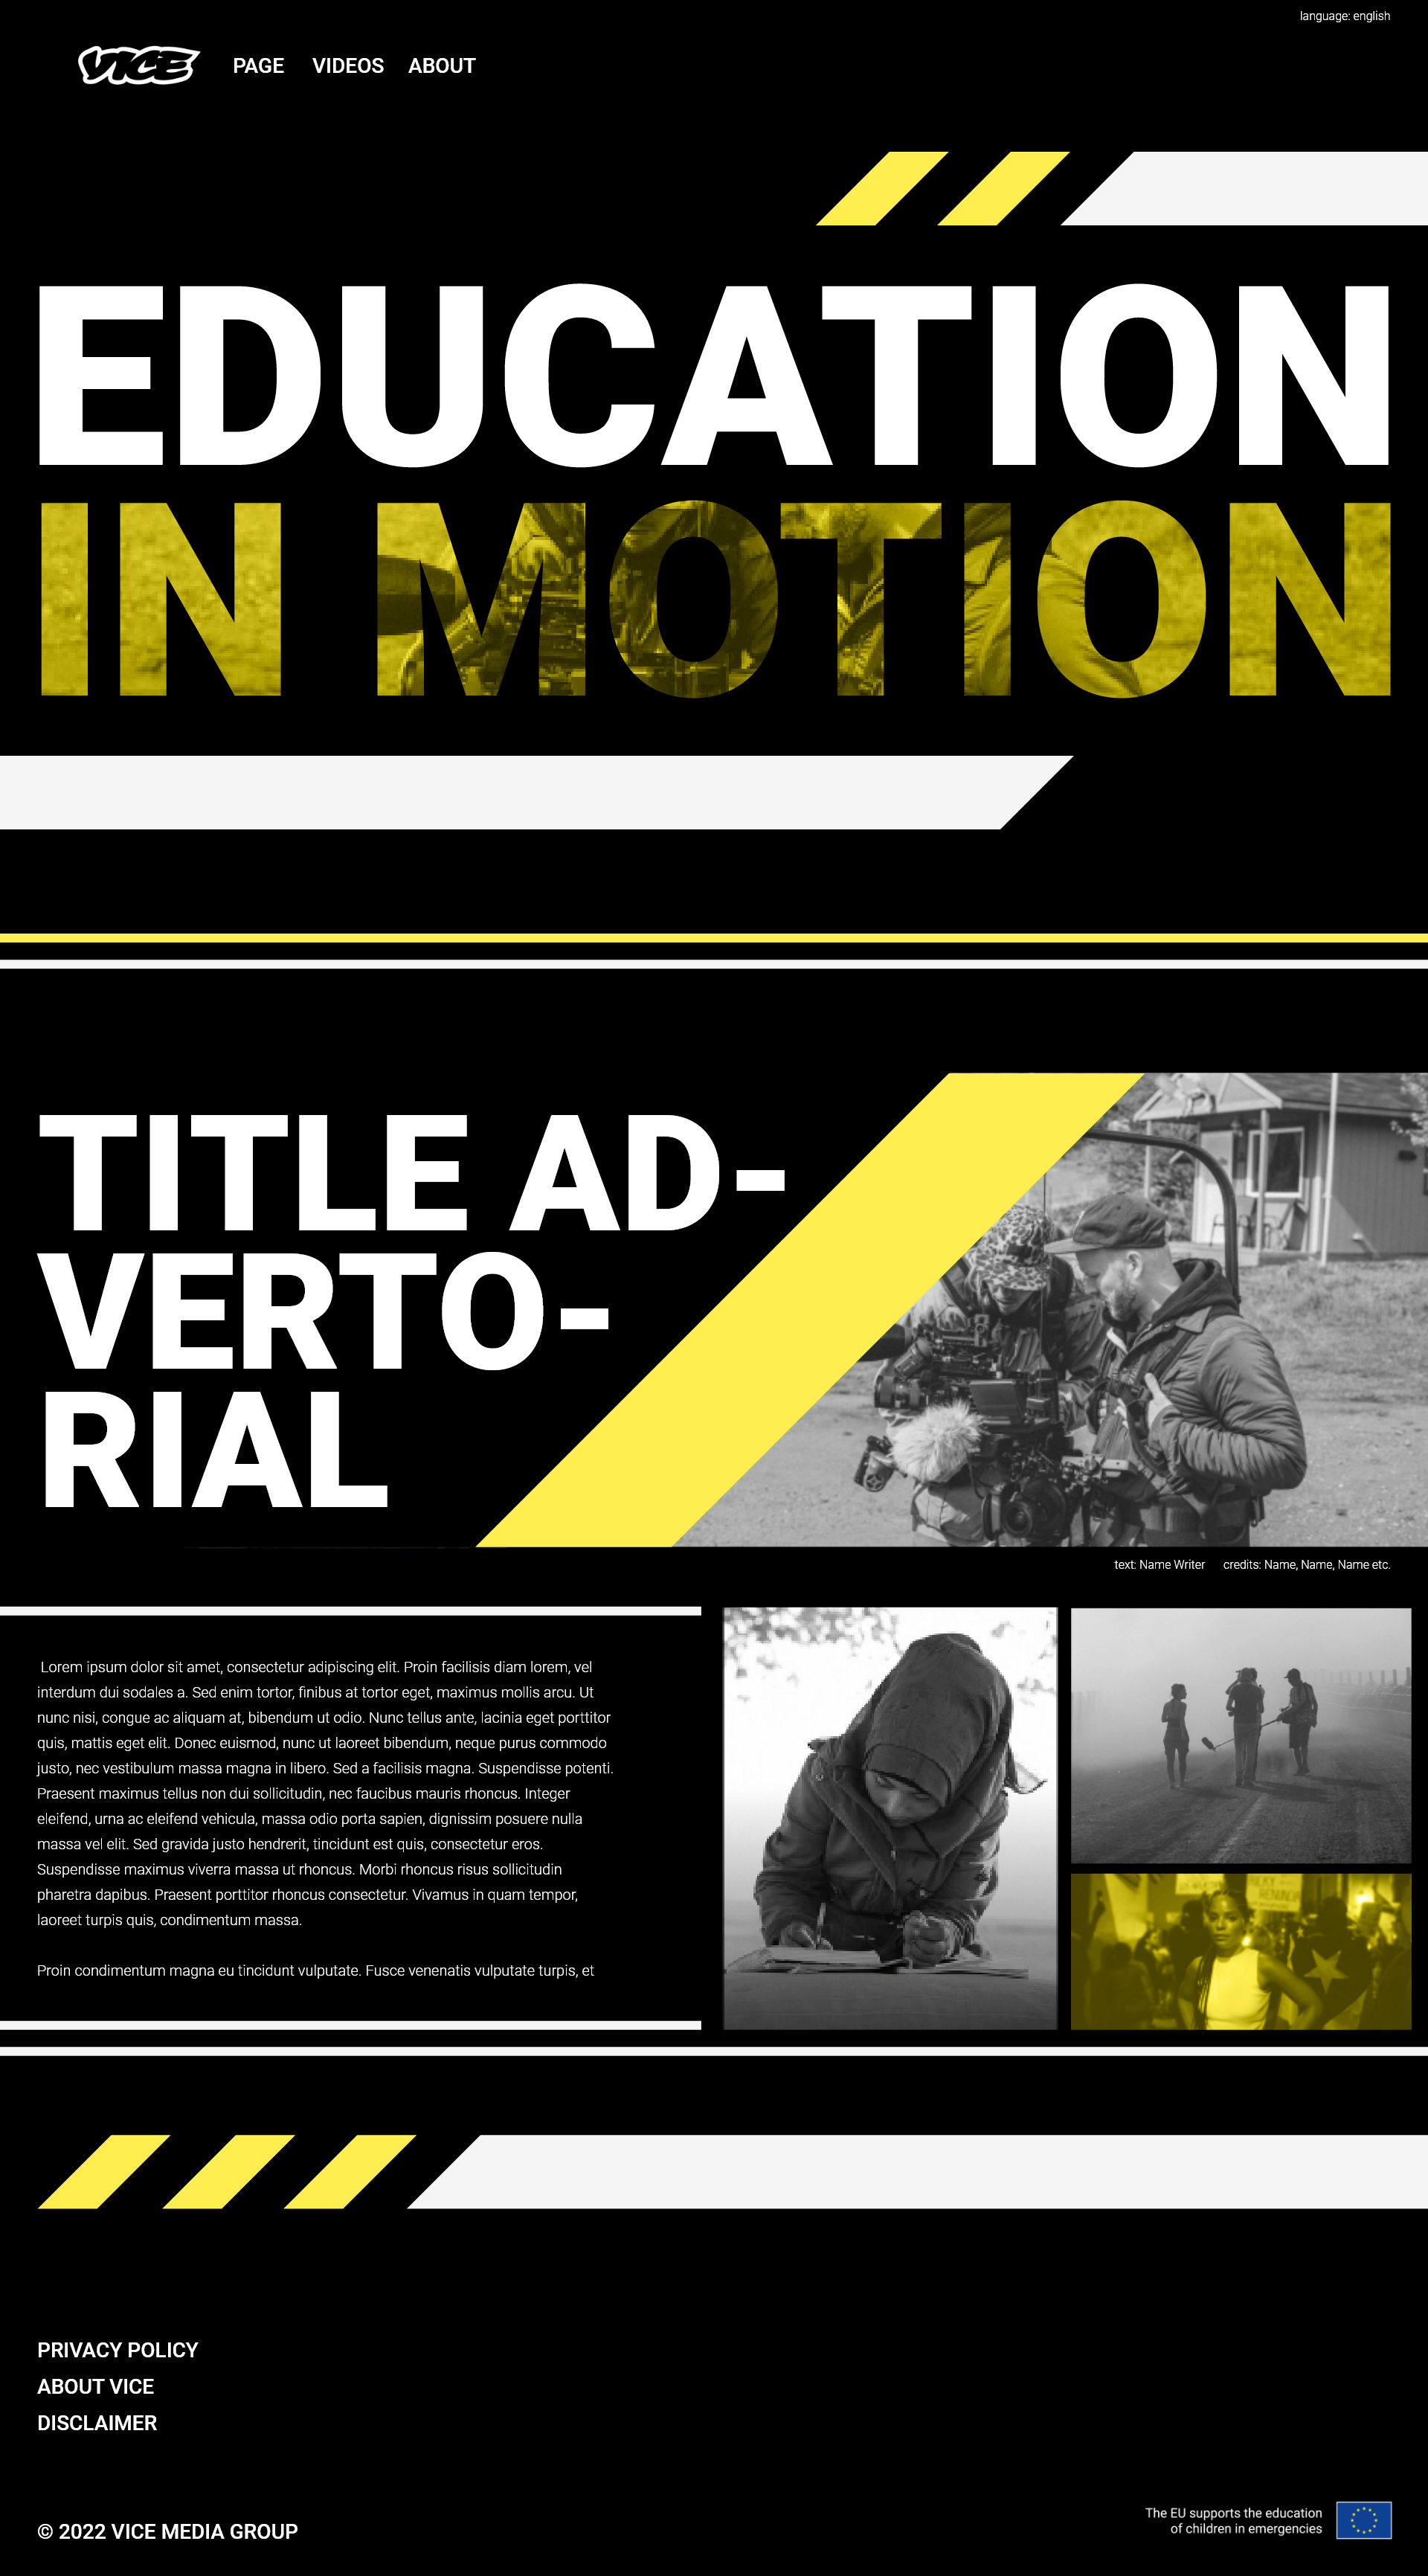 language: english
VICE PAGE VIDEOS ABOUT
EDUCATION
IN MOTION
TITLE AD-
VERTO-
RIAL
text: Name Writer credits: Name, Name, Name etc.
Lorem ipsum dolor sit amet, consectetur adipiscing elit. Proin facilisis diam lorem, vel
interdum dui sodales a. Sed enim tortor, finibus at tortor eget, maximus mollis arcu. Ut
nunc nisi, congue ac aliquam at, bibendum ut odio. Nunc tellus ante, lacinia eget porttitor
quis, mattis eget elit. Donec euismod, nunc ut laoreet bibendum, neque purus commodo
justo, nec vestibulum massa magna in libero. Sed a facilisis magna. Suspendisse potenti.
Praesent maximus tellus non dui sollicitudin, nec faucibus mauris rhoncus. Integer
eleifend, urna ac eleifend vehicula, massa odio porta sapien, dignissim posuere nulla
massa vel elit. Sed gravida justo hendrerit, tincidunt est quis, consectetur eros.
Suspendisse maximus viverra massa ut rhoncus. Morbi rhoncus risus sollicitudin
pharetra dapibus. Praesent porttitor rhoncus consectetur. Vivamus in quam tempor,
laoreet turpis quis, condimentum massa.
Proin condimentum magna eu tincidunt vulputate. Fusce venenatis vulputate turpis, et
PRIVACY POLICY
ABOUT VICE
DISCLAIMER
© 2022 VICE MEDIA GROUP
The EU supports the education
of children in emergencies